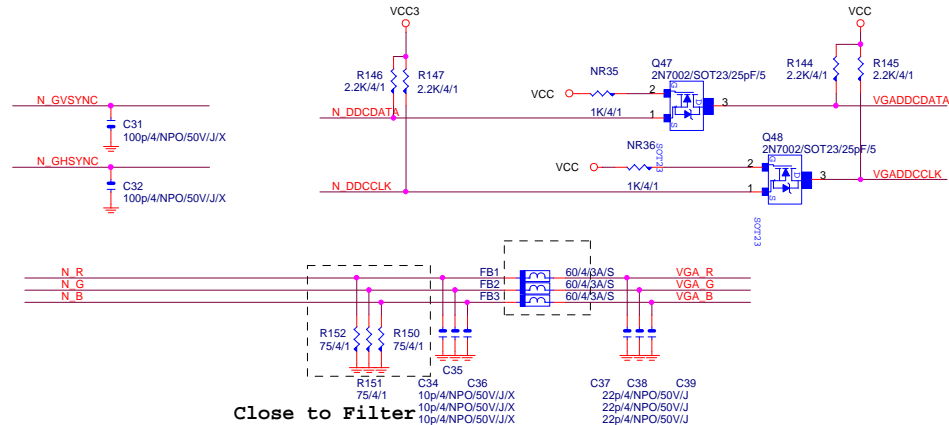 VCC3
VCC
R146
2.2K/4/1
R147
2.2K/4/1
NR35
VCC
1K/4/1
Q47
2N7002/SOT23/25pF/5
2
1
3
G
D
S
R144
2.2K/4/1
R145
2.2K/4/1
N_GVSYNC
C31
100p/4/NPO/50V/J/X
N_DDCDATA
VGADDCDATA
N_GHSYNC
C32
100p/4/NPO/50V/J/X
NR36
VCC
1K/4/1
SOT23
Q48
2N7002/SOT23/25pF/5
2
1
3
G
D
S
N_DDCCLK
VGADDCCLK
SOT23
N_R
N_G
N_B
FB1
FB2
FB3
60/4/3A/S
60/4/3A/S
60/4/3A/S
VGA_R
VGA_G
VGA_B
R152
75/4/1
R150
75/4/1
R151
75/4/1
C35
C34
C36
10p/4/NPO/50V/J/X
10p/4/NPO/50V/J/X
10p/4/NPO/50V/J/X
C37
C38
C39
22p/4/NPO/50V/J
22p/4/NPO/50V/J
22p/4/NPO/50V/J
Close to Filter